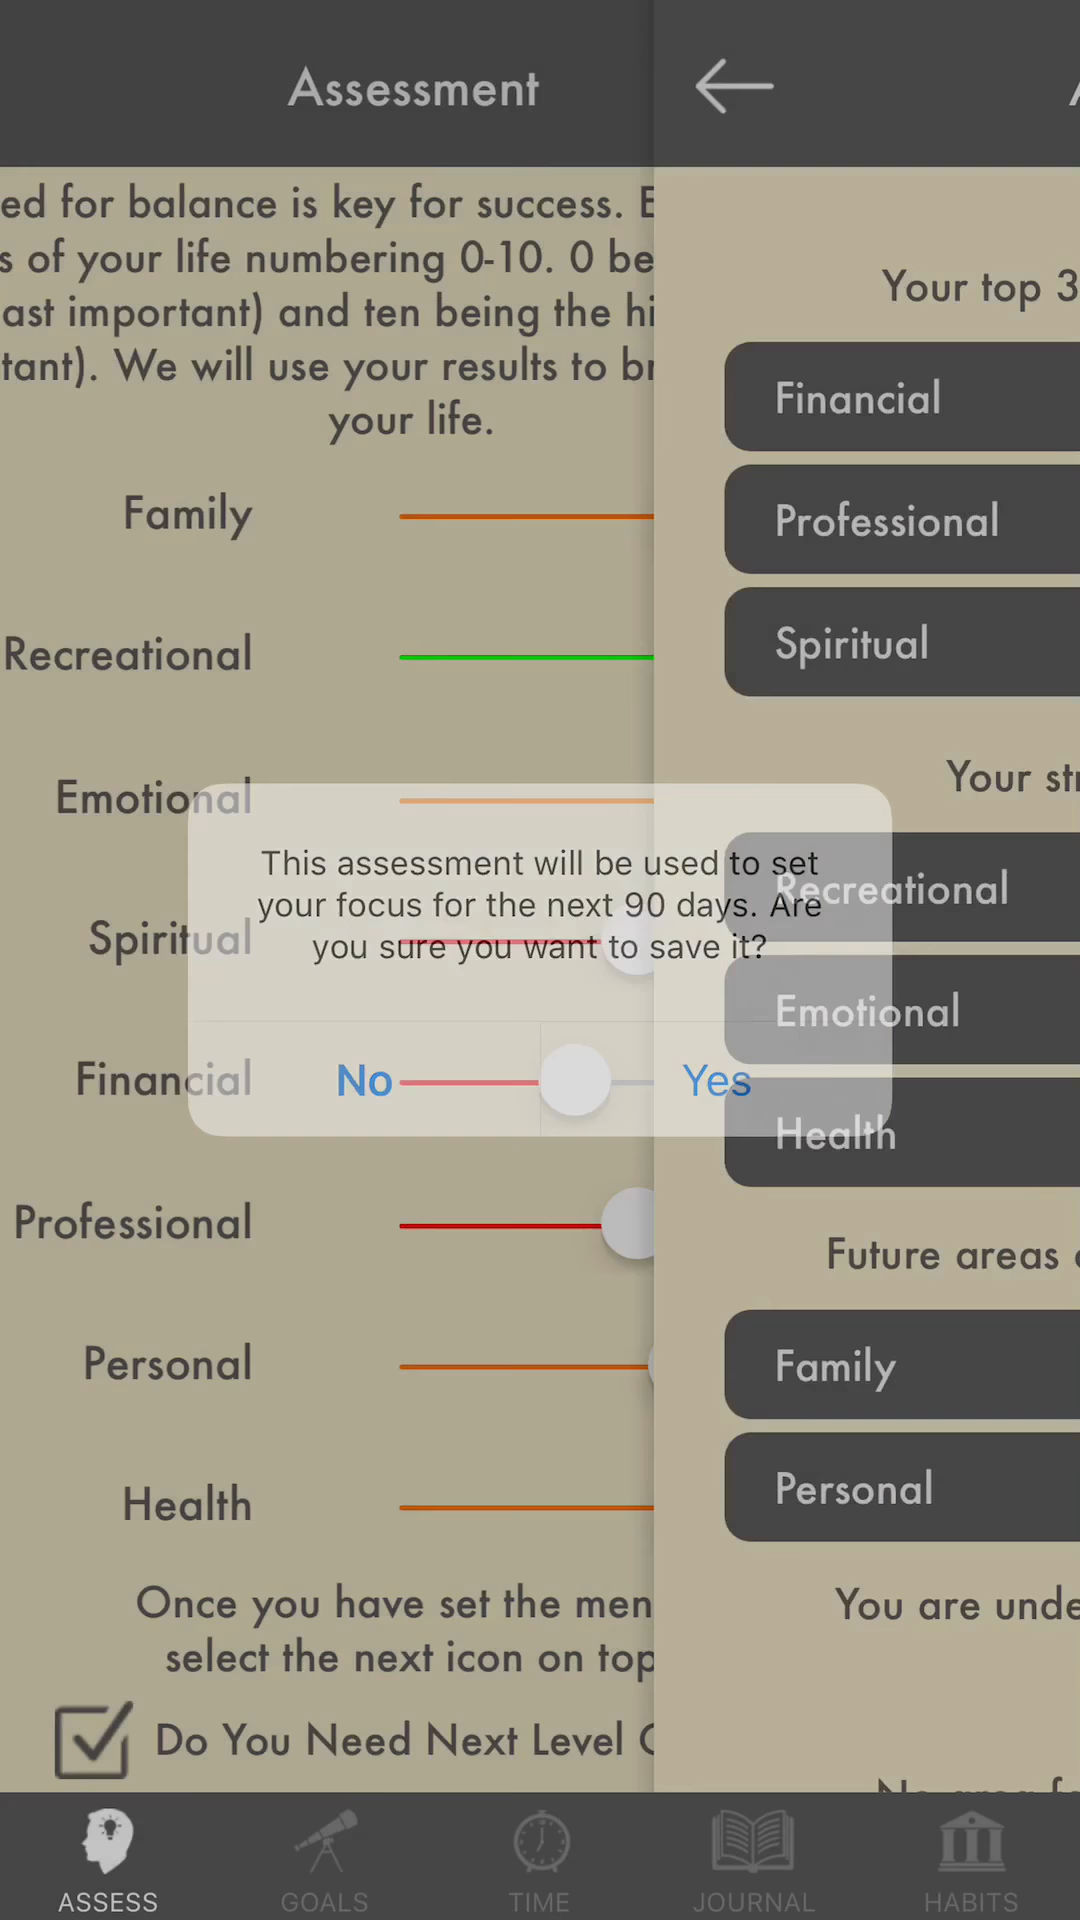 Assessment
ed for balance is key for success.
s of your life numbering 0-10. 0 be
ast important) and ten being the hi
tant). We will use your results to br
your life.
Family
Recreational
Emotional
Spiritual
Financial
Professional
Personal
Health
Once you have set the men
select the next icon on top
Do You Need Next Level
Your top 3
Financial
Professional
Spiritual
Your str
Recreational
Emotional
Health
Future areas
Family
Personal
You are unde
This assessment will be used to set
your focus for the next 90 days. Are
you sure you want to save it?
No
Yes
ASSESS
GOALS
TIME
JOURNAL
HABITS